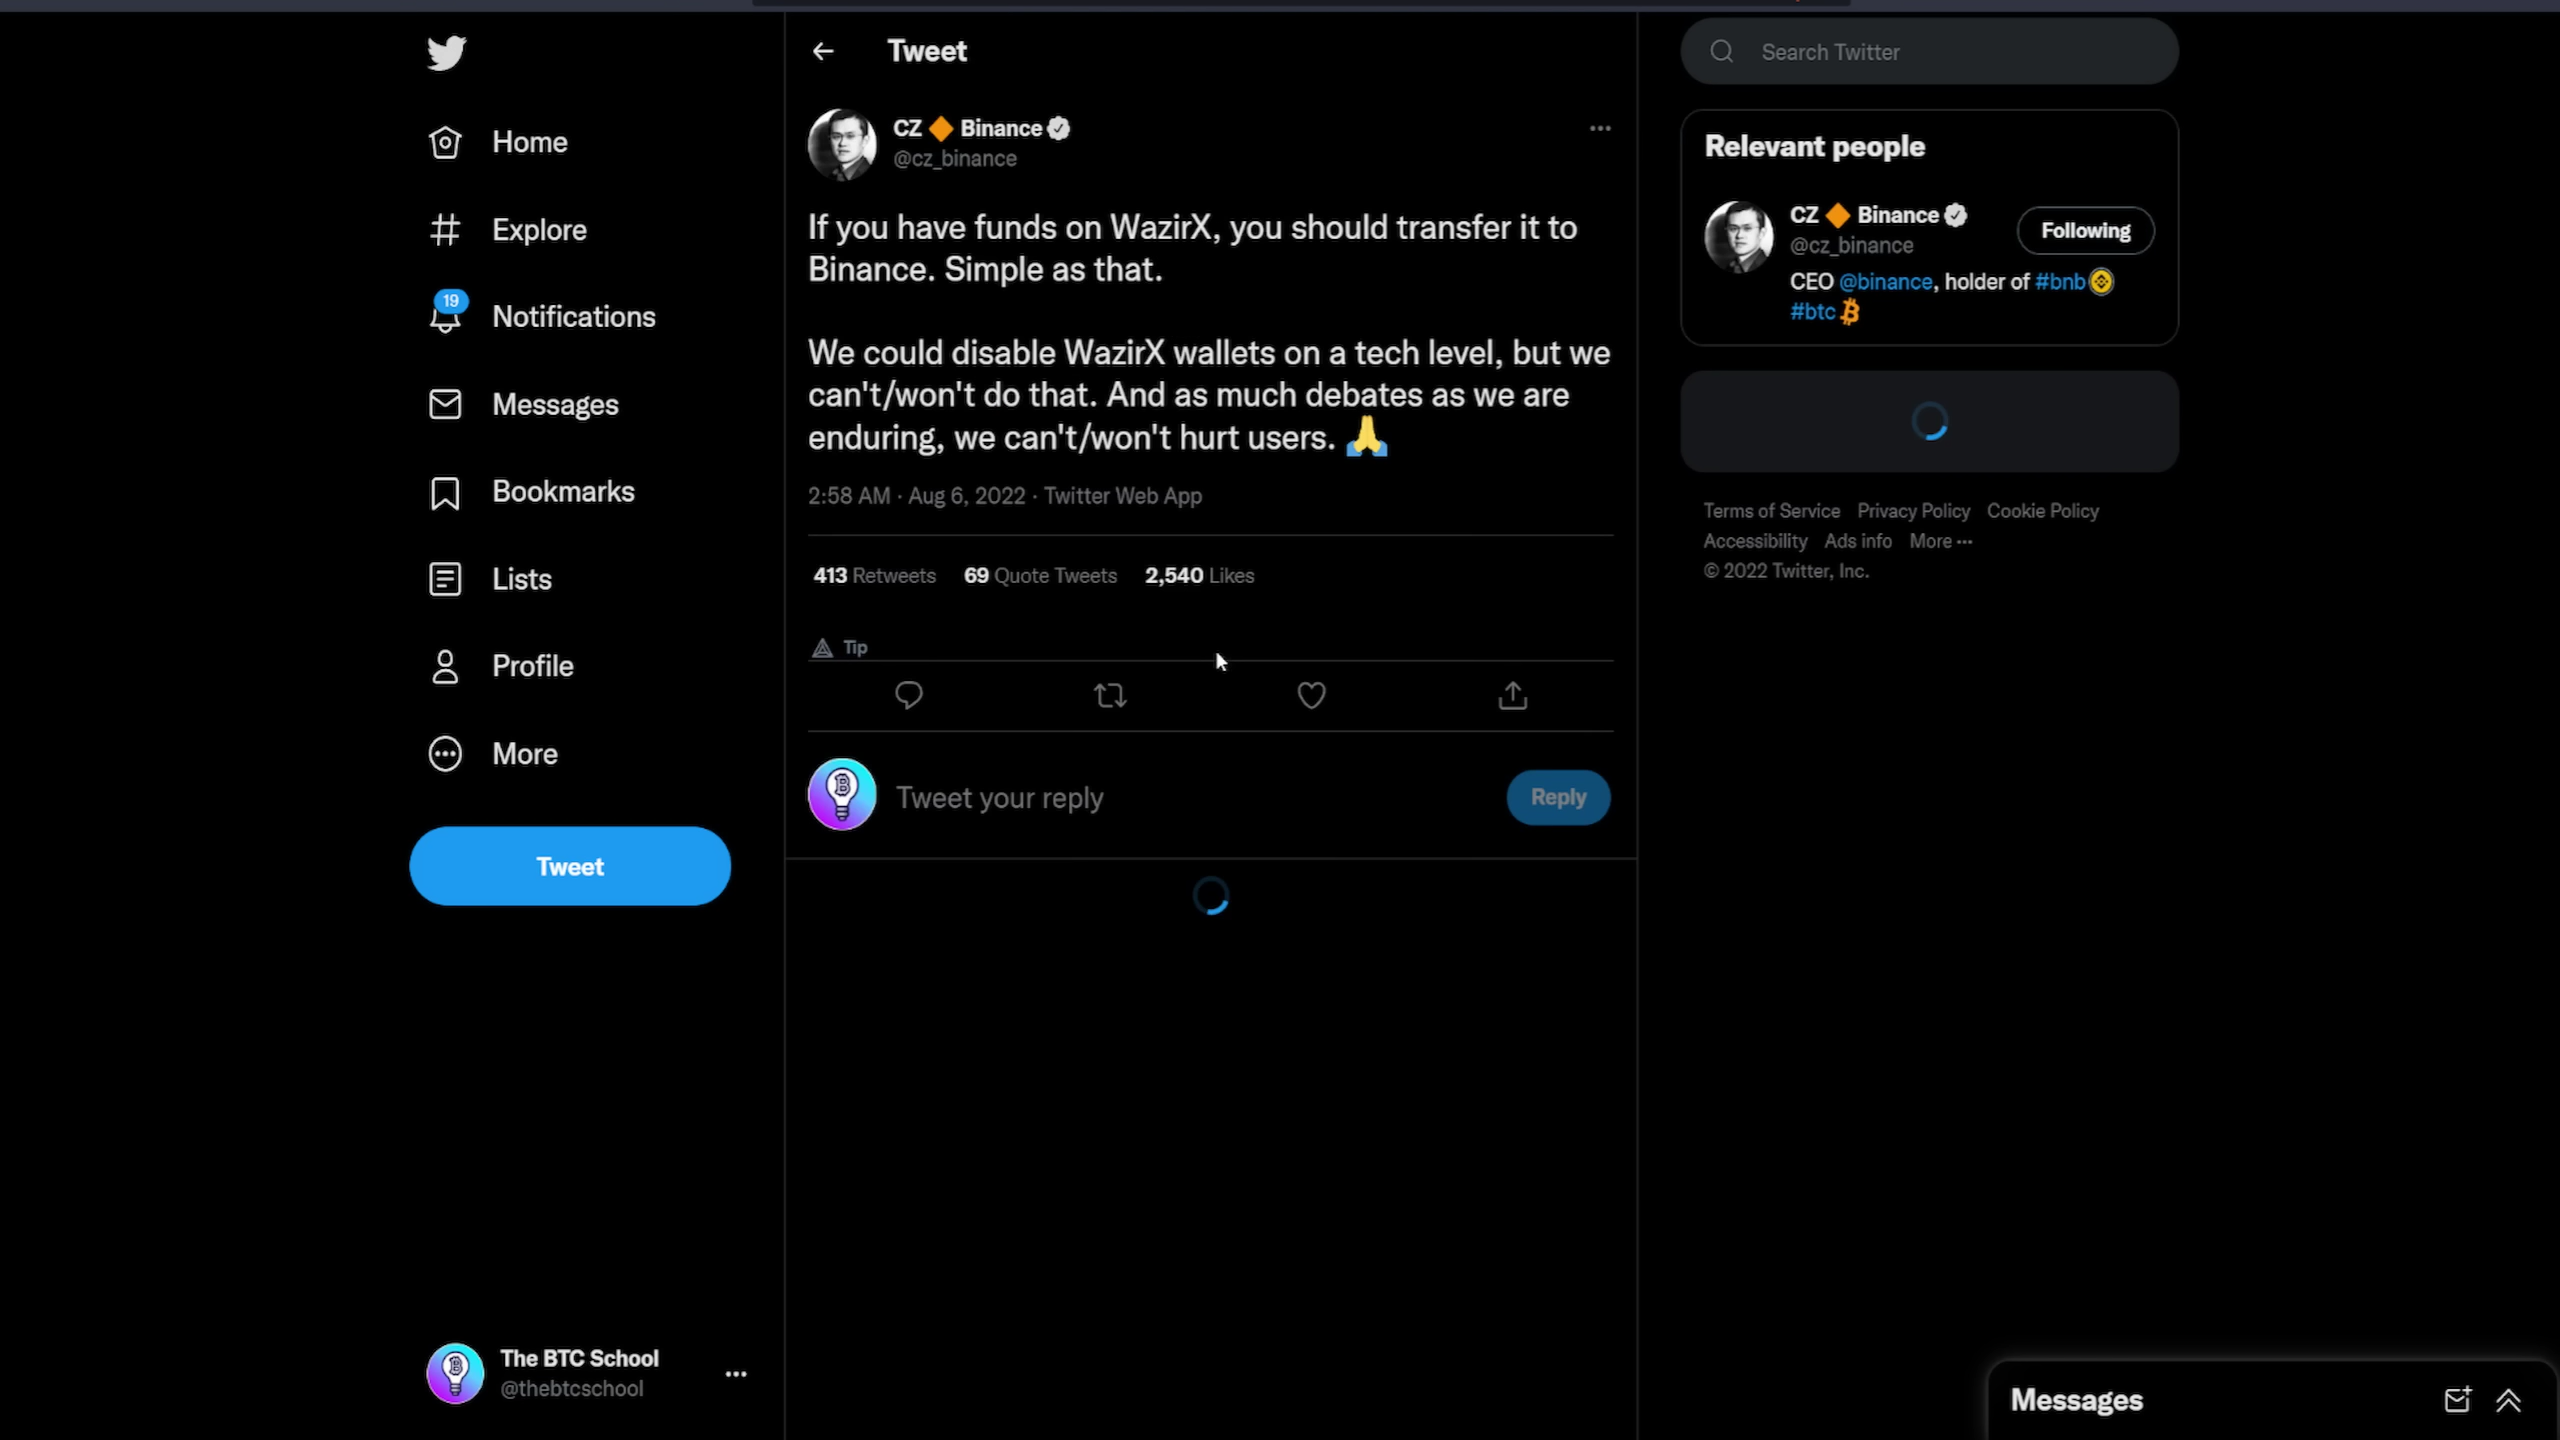 Home
Explore
19
Notifications
Messages
Bookmarks
Lists
Profile
More
Tweet
The BTC School
@thebtcschool
Tweet
CZ 🔶 Binance
@cz_binance
If you have funds on WazirX, you should transfer it to
Binance. Simple as that.
We could disable WazirX wallets on a tech level, but we
can't/won't do that. And as much debates as we are
enduring, we can't/won't hurt users. 🙏
2:58 AM · Aug 6, 2022 · Twitter Web App
413 Retweets 69 Quote Tweets 2,540 Likes
Tip
Tweet your reply
Reply
Search Twitter
Relevant people
CZ 🔶 Binance
@cz_binance
Following
CEO @binance, holder of #bnb
#btc
Terms of Service Privacy Policy Cookie Policy
Accessibility Ads info More ···
© 2022 Twitter, Inc.
Messages